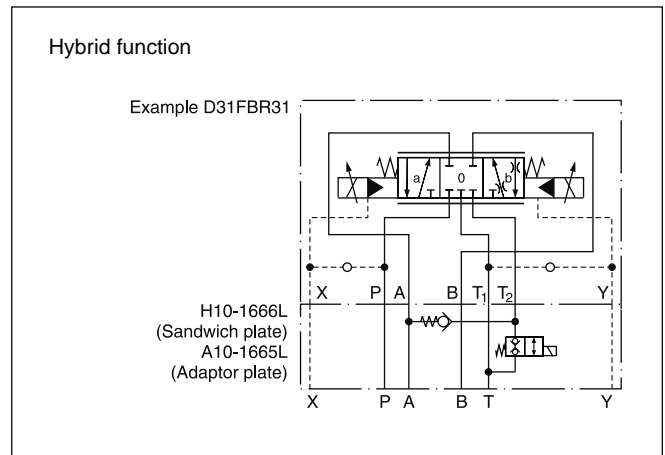 Hybrid function
Example D31FBR31
a 0 b
X P A B T1 T2 Y
H10-1666L
(Sandwich plate)
A10-1665L
(Adaptor plate)
X P A B T Y